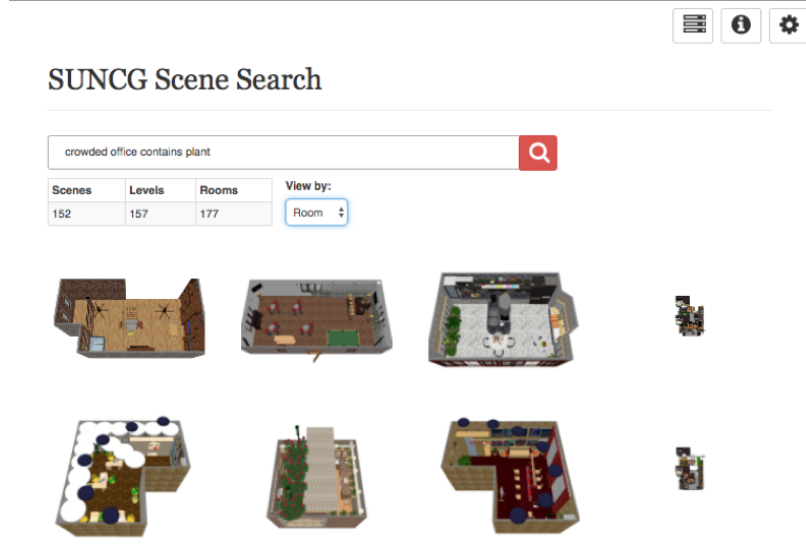 SUNCG Scene Search
crowded office contains plant
Scenes Levels Rooms View by:
152 157 177 Room